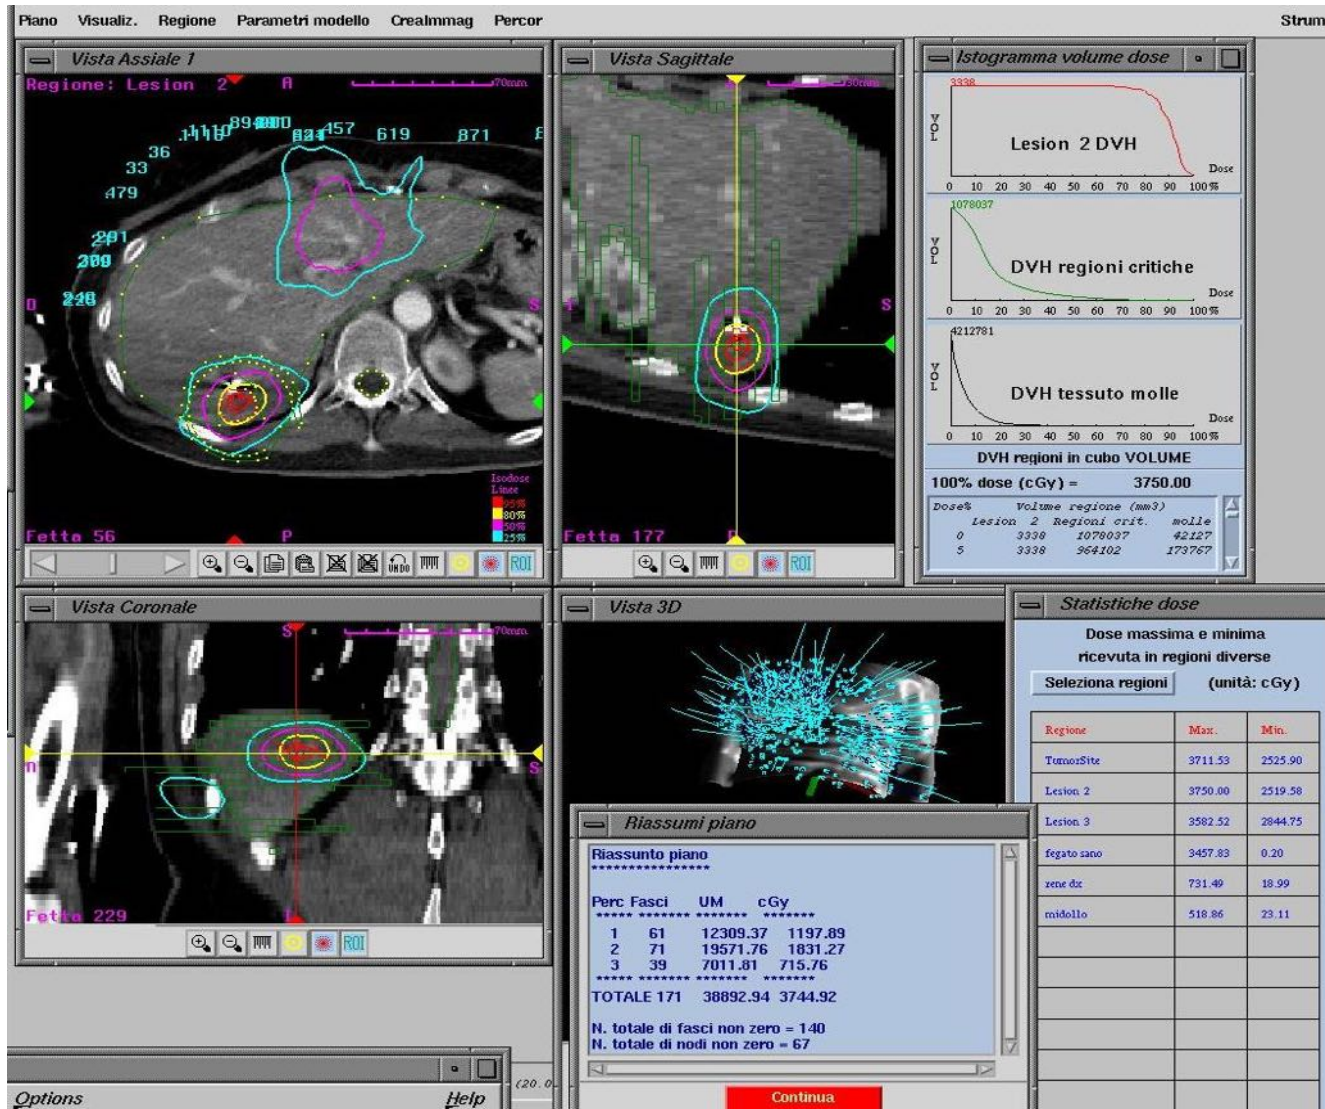 Piano Visualiz. Regione Parametri modello CreaImmag Percor Strum
Vista Assiale 1
Regione: Lesion 2 A 70mm
457 619 871
36
33
479
D S
Isodose
Linee
95%
80%
50%
25%
Fetta 56 P
UNDO ROI
Vista Sagittale
30mm
I S
Fetta 177 P
ROI
Istogramma volume dose
3338
VOL
Lesion 2 DVH
Dose
0 10 20 30 40 50 60 70 80 90 100%
1078037
VOL
DVH regioni critiche
Dose
0 10 20 30 40 50 60 70 80 90 100%
4212781
VOL
DVH tessuto molle
Dose
0 10 20 30 40 50 60 70 80 90 100%
DVH regioni in cubo VOLUME
100% dose (cGy) = 3750.00
Dose% Volume regione (mm3)
Lesion 2 Regioni crit. molle
0 3338 1078037 42127
5 3338 964102 173767
Vista Coronale
S 70mm
D S
Fetta 229 I
ROI
Vista 3D
Riassumi piano
Riassunto piano
****************
Perc Fasci UM cGy
***** ******* ******* *******
1 61 12309.37 1197.89
2 71 19571.76 1831.27
3 39 7011.81 715.76
***** ******* ******* *******
TOTALE 171 38892.94 3744.92
N. totale di fasci non zero = 140
N. totale di nodi non zero = 67
Continua
Statistiche dose
Dose massima e minima
ricevuta in regioni diverse
Seleziona regioni (unità: cGy)
Regione Max. Min.
TumorSite 3711.53 2525.90
Lesion 2 3750.00 2519.58
Lesion 3 3582.52 2844.75
fegato sano 3457.83 0.20
rene dx 731.49 18.99
midollo 518.86 23.11
(20.0
Options Help